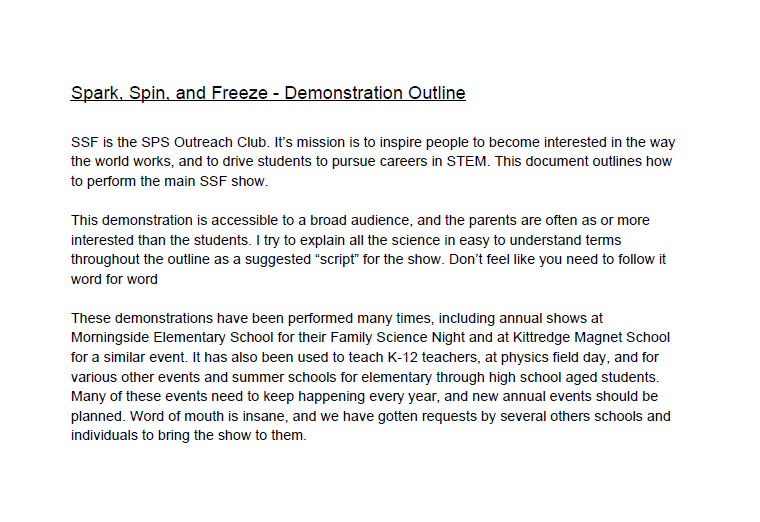 Spark, Spin, and Freeze - Demonstration Outline
SSF is the SPS Outreach Club. It's mission is to inspire people to become interested in the way
the world works, and to drive students to pursue careers in STEM. This document outlines how
to perform the main SSF show.
This demonstration is accessible to a broad audience, and the parents are often as or more
interested than the students. I try to explain all the science in easy to understand terms
throughout the outline as a suggested “script” for the show. Don't feel like you need to follow it
word for word
These demonstrations have been performed many times, including annual shows at
Morningside Elementary School for their Family Science Night and at Kittredge Magnet School
for a similar event. It has also been used to teach K-12 teachers, at physics field day, and for
various other events and summer schools for elementary through high school aged students.
Many of these events need to keep happening every year, and new annual events should be
planned. Word of mouth is insane, and we have gotten requests by several others schools and
individuals to bring the show to them.